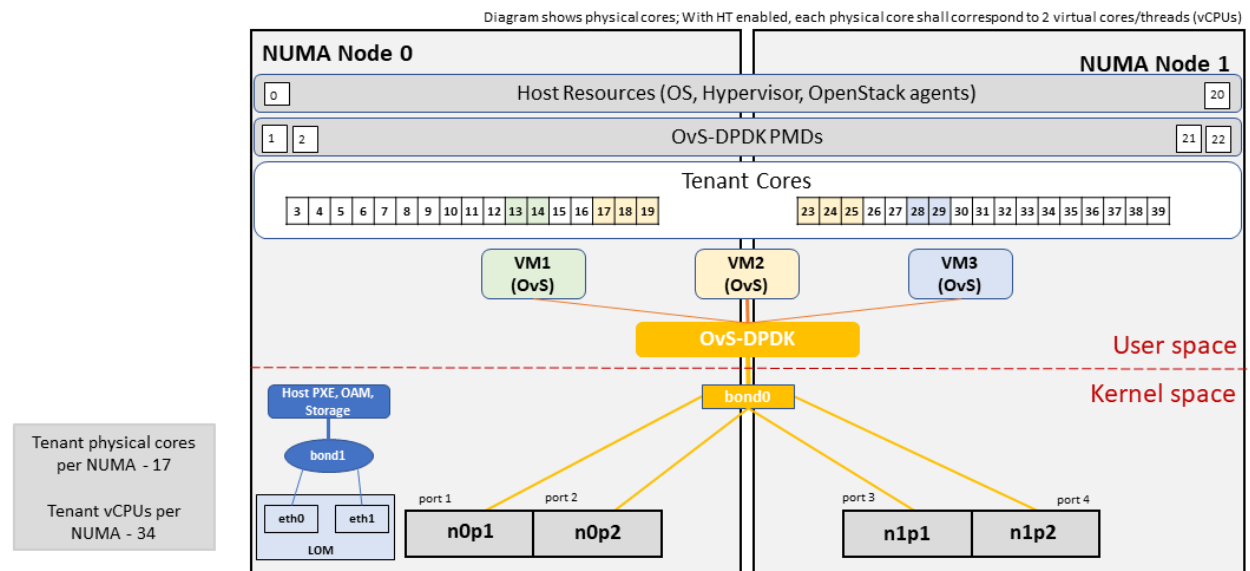 Diagram shows physical cores; With HT enabled, each physical core shall correspond to 2 virtual cores/threads (vCPUs)
NUMA Node 0
NUMA Node 1
0
Host Resources (OS, Hypervisor, OpenStack agents)
20
1 2
OvS-DPDK PMDs
21 22
Tenant Cores
3 4 5 6 7 8 9 10 11 12 13 14 15 16 17 18 19
23 24 25 26 27 28 29 30 31 32 33 34 35 36 37 38 39
VM1
(OvS)
VM2
(OvS)
VM3
(OvS)
OvS-DPDK
User space
Kernel space
Host PXE, OAM,
Storage
bond0
bond1
Tenant physical cores
per NUMA - 17
Tenant vCPUs per
NUMA - 34
eth0
eth1
LOM
port 1
port 2
port 3
port 4
n0p1
n0p2
n1p1
n1p2